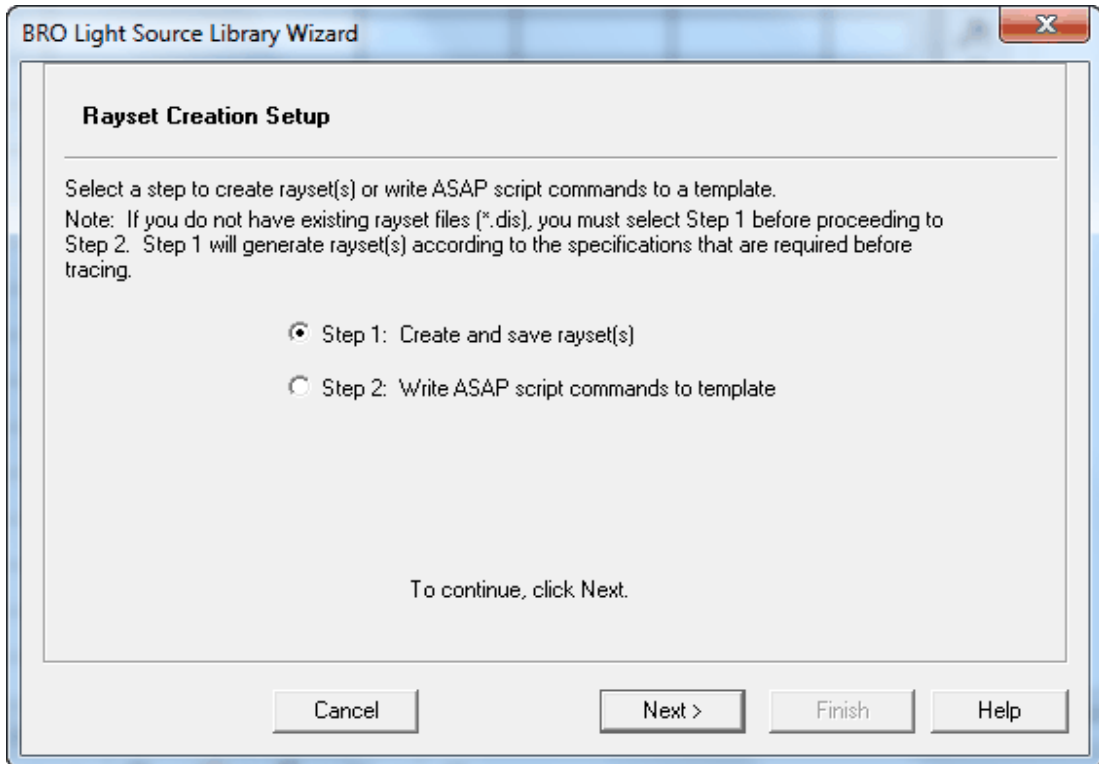 BRO Light Source Library Wizard
Rayset Creation Setup
Select a step to create rayset(s) or write ASAP script commands to a template.
Note: If you do not have existing rayset files (*.dis), you must select Step 1 before proceeding to
Step 2. Step 1 will generate rayset(s) according to the specifications that are required before
tracing.
Step 1: Create and save rayset(s)
Step 2: Write ASAP script commands to template
To continue, click Next.
Cancel
Next >
Finish
Help